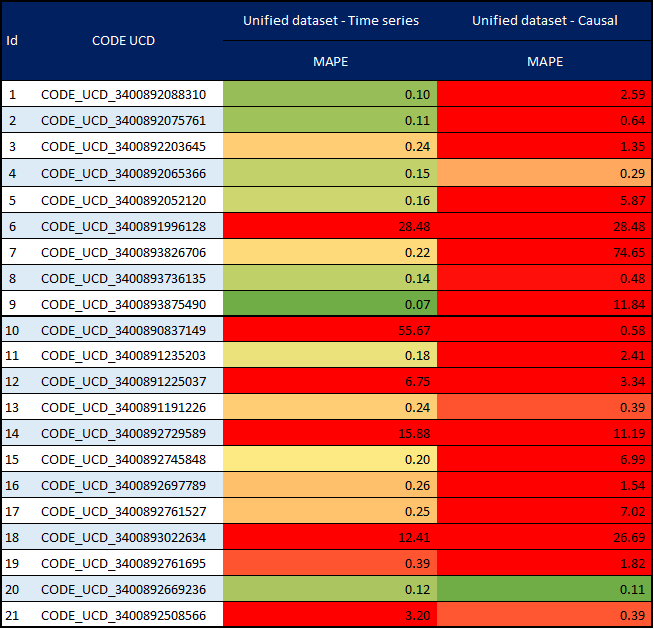 Id CODE UCD Unified dataset - Time series Unified dataset - Causal
MAPE MAPE
1 CODE_UCD_3400892088310 0.10 2.59
2 CODE_UCD_3400892075761 0.11 0.64
3 CODE_UCD_3400892203645 0.24 1.35
4 CODE_UCD_3400892065366 0.15 0.29
5 CODE_UCD_3400892052120 0.16 5.87
6 CODE_UCD_3400891996128 28.48 28.48
7 CODE_UCD_3400893826706 0.22 74.65
8 CODE_UCD_3400893736135 0.14 0.48
9 CODE_UCD_3400893875490 0.07 11.84
10 CODE_UCD_3400890837149 55.67 0.58
11 CODE_UCD_3400891235203 0.18 2.41
12 CODE_UCD_3400891225037 6.75 3.34
13 CODE_UCD_3400891191226 0.24 0.39
14 CODE_UCD_3400892729589 15.88 11.19
15 CODE_UCD_3400892745848 0.20 6.99
16 CODE_UCD_3400892697789 0.26 1.54
17 CODE_UCD_3400892761527 0.25 7.02
18 CODE_UCD_3400893022634 12.41 26.69
19 CODE_UCD_3400892761695 0.39 1.82
20 CODE_UCD_3400892669236 0.12 0.11
21 CODE_UCD_3400892508566 3.20 0.39